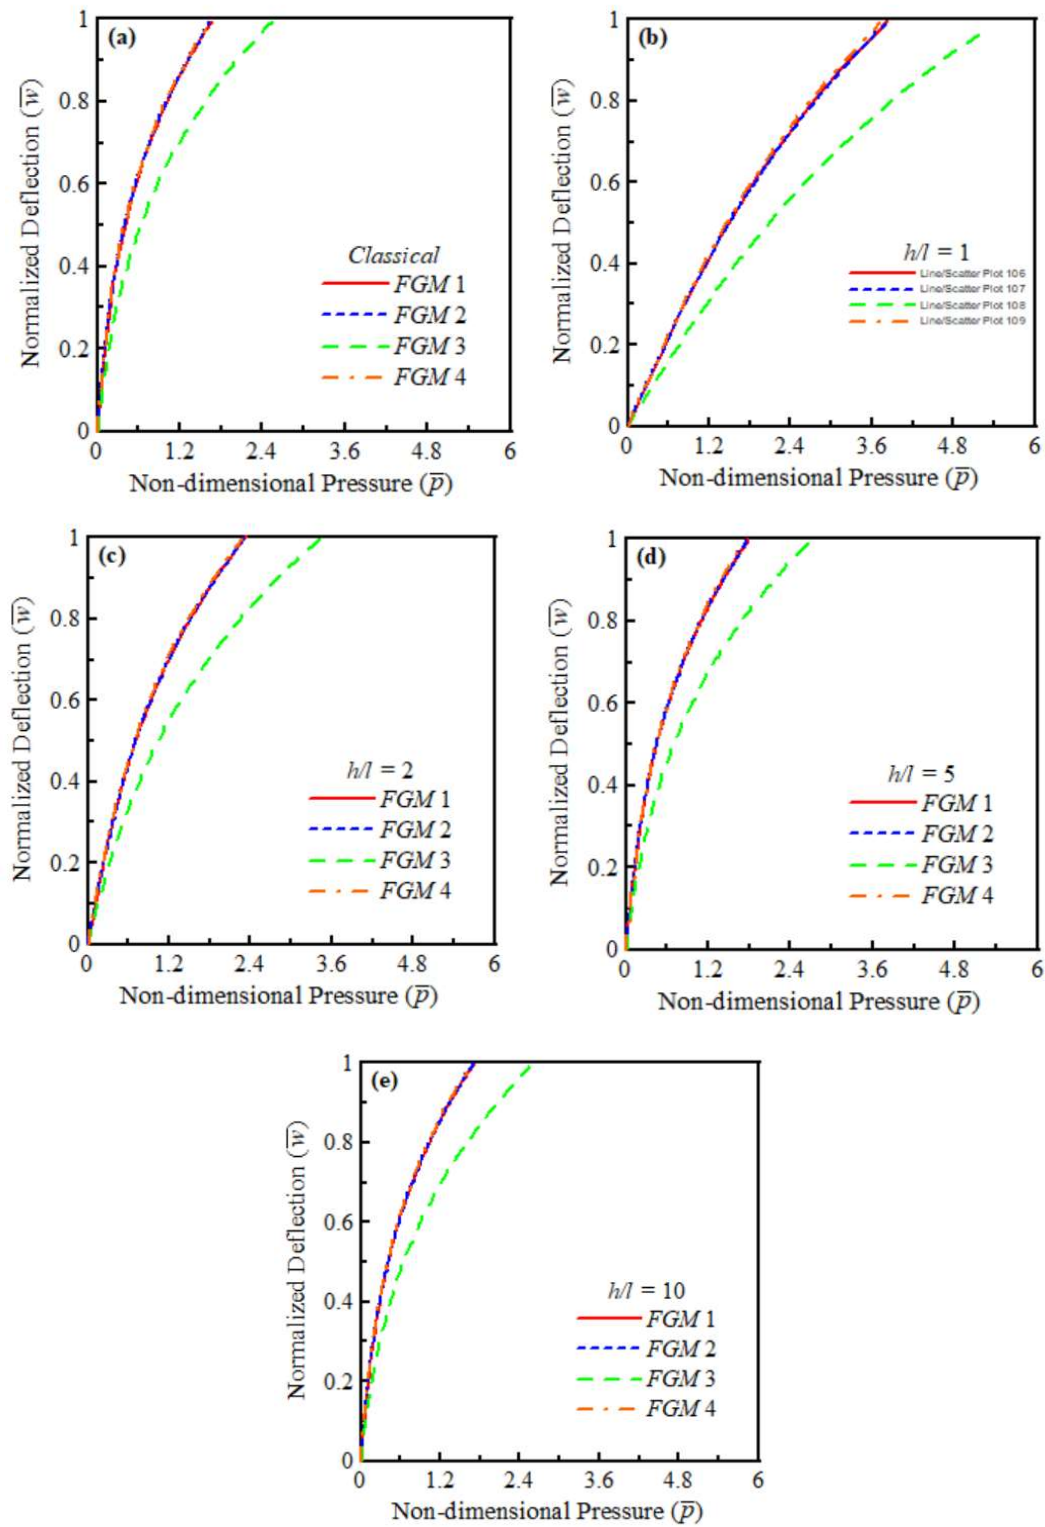 (a)
Normalized Deflection (w̅)
1
0.8
0.6
0.4
0.2
0
Classical
FGM 1
FGM 2
FGM 3
FGM 4
0 1.2 2.4 3.6 4.8 6
Non-dimensional Pressure (p̅)
(b)
Normalized Deflection (w̅)
1
0.8
0.6
0.4
0.2
0
h/l = 1
Line/Scatter Plot 106
Line/Scatter Plot 107
Line/Scatter Plot 108
Line/Scatter Plot 109
0 1.2 2.4 3.6 4.8 6
Non-dimensional Pressure (p̅)
(c)
Normalized Deflection (w̅)
1
0.8
0.6
0.4
0.2
0
h/l = 2
FGM 1
FGM 2
FGM 3
FGM 4
0 1.2 2.4 3.6 4.8 6
Non-dimensional Pressure (p̅)
(d)
Normalized Deflection (w̅)
1
0.8
0.6
0.4
0.2
0
h/l = 5
FGM 1
FGM 2
FGM 3
FGM 4
0 1.2 2.4 3.6 4.8 6
Non-dimensional Pressure (p̅)
(e)
Normalized Deflection (w̅)
1
0.8
0.6
0.4
0.2
0
h/l = 10
FGM 1
FGM 2
FGM 3
FGM 4
0 1.2 2.4 3.6 4.8 6
Non-dimensional Pressure (p̅)